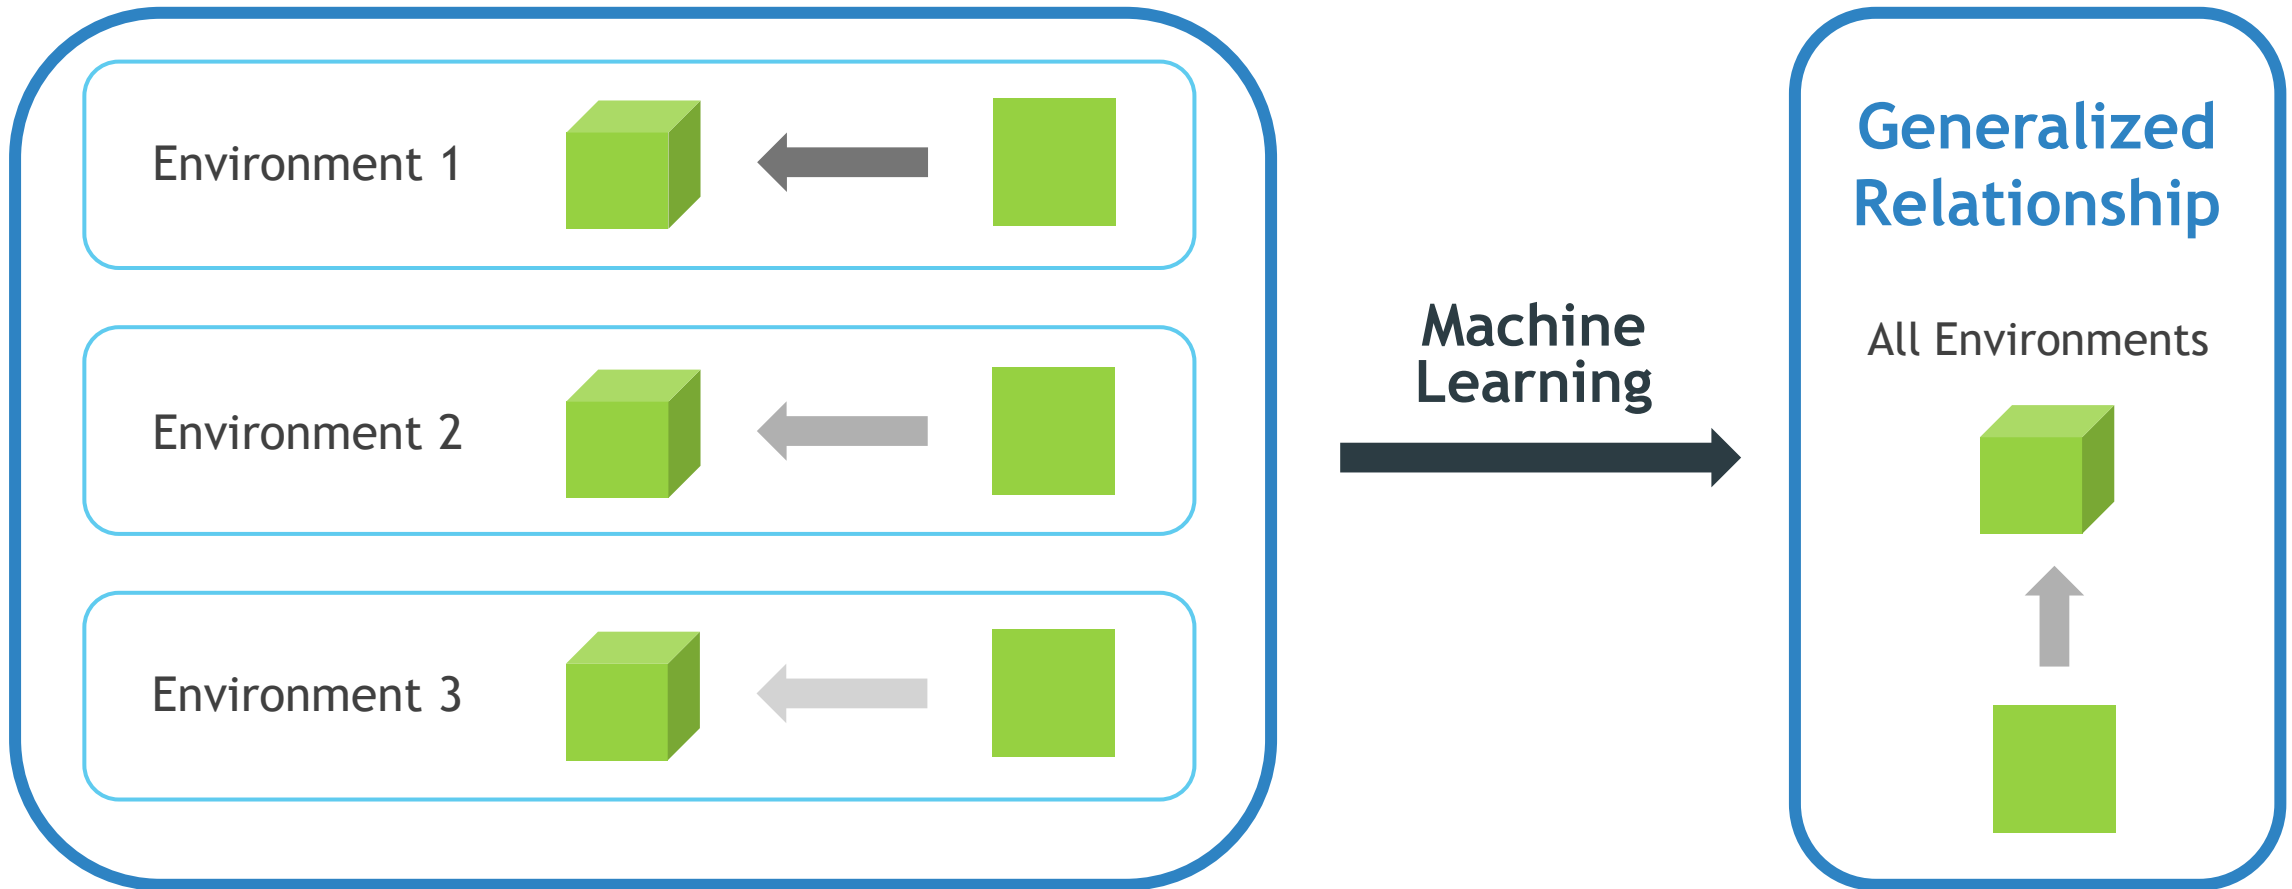 Environment 1
Environment 2
Environment 3
Machine
Learning
Generalized
Relationship
All Environments